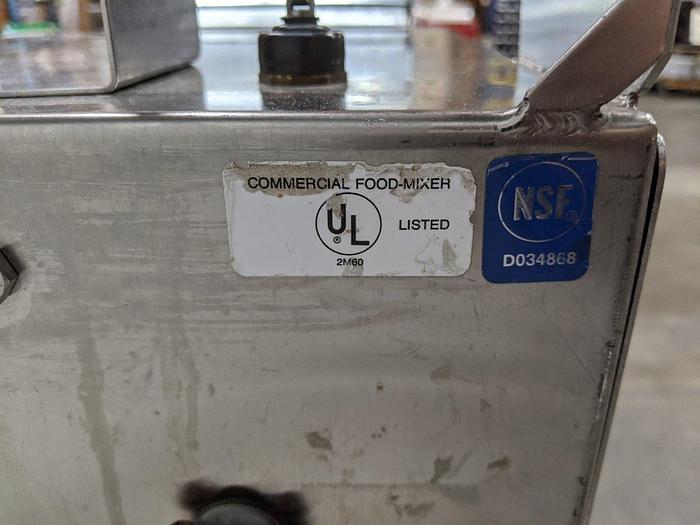 COMMERCIAL FOOD-MIXER
UL
®
LISTED
2M60
NSF®
D034868